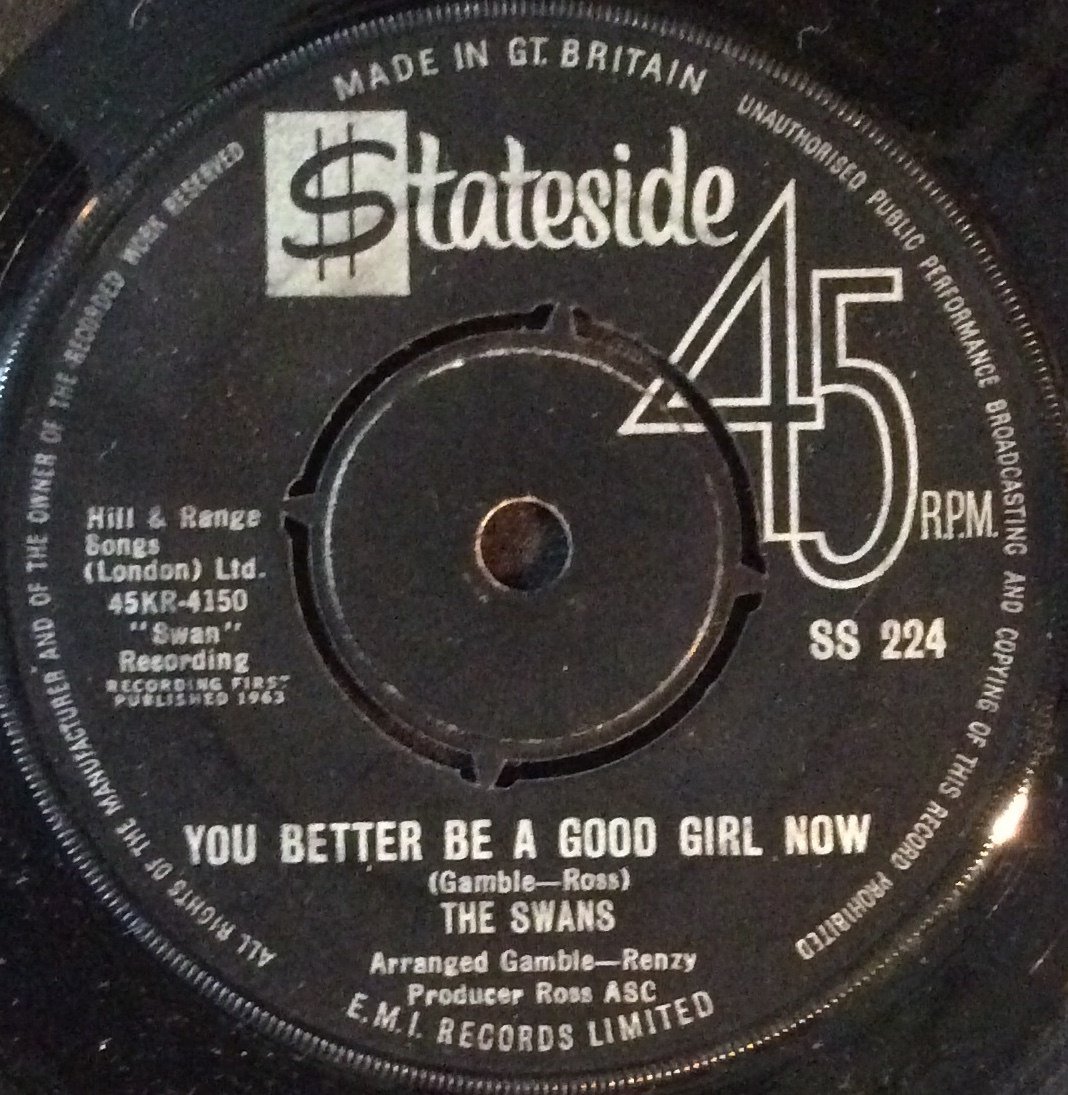 MADE IN GT. BRITAIN
UNAUTHORISED PUBLIC PERFORMANCE BROADCASTING AND COPYING OF THIS RECORD PROHIBITED
ALL RIGHTS OF THE MANUFACTURER AND OF THE OWNER OF THE RECORDED WORK RESERVED
$tateside
45
R.P.M.
Hill & Range
Songs
(London) Ltd.
45KR-4150
"Swan"
Recording
RECORDING FIRST
PUBLISHED 1963
SS 224
YOU BETTER BE A GOOD GIRL NOW
(Gamble—Ross)
THE SWANS
Arranged Gamble—Renzy
Producer Ross ASC
E.M.I. RECORDS LIMITED